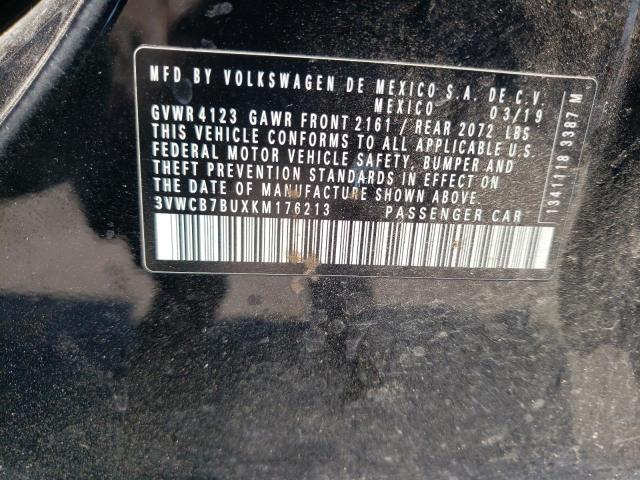 MFD BY VOLKSWAGEN DE MEXICO S.A. DE C.V.
MEXICO 03/19
GVWR 4123 GAWR FRONT 2161 / REAR 2072 LBS
THIS VEHICLE CONFORMS TO ALL APPLICABLE U.S.
FEDERAL MOTOR VEHICLE SAFETY, BUMPER AND
THEFT PREVENTION STANDARDS IN EFFECT ON
THE DATE OF MANUFACTURE SHOWN ABOVE.
3VWCB7BUXKM176213 PASSENGER CAR
1341118 3387 M